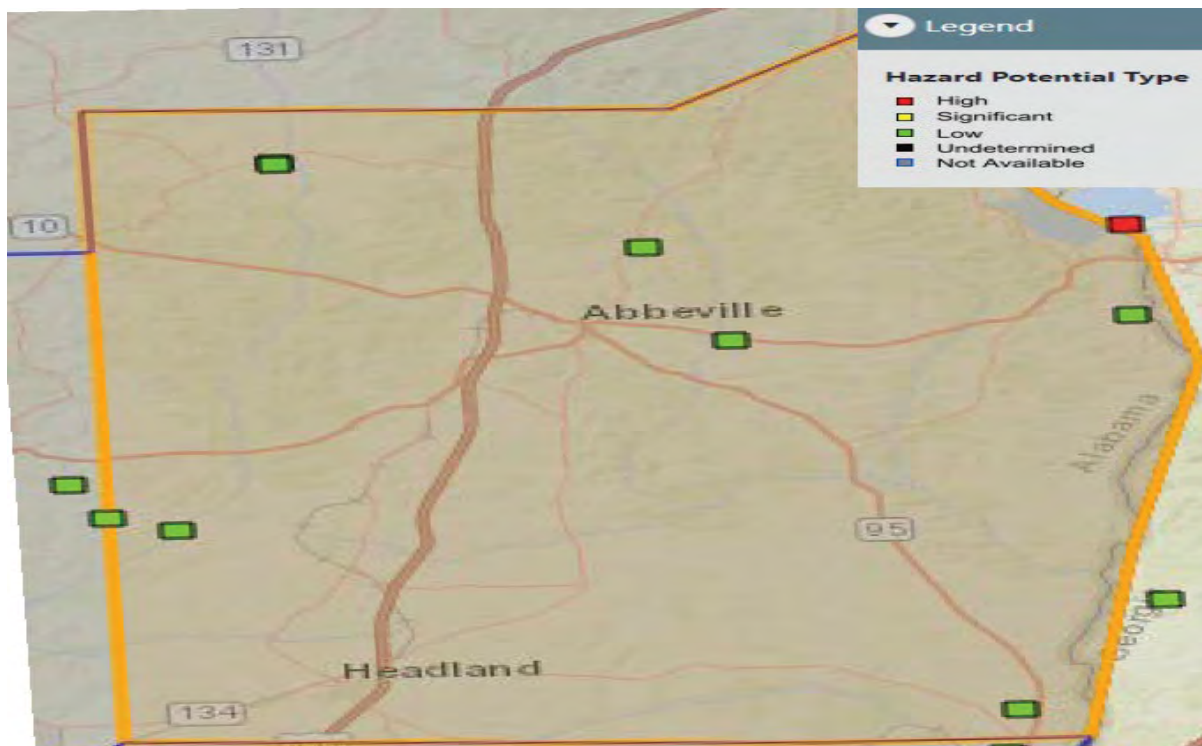 Legend
Hazard Potential Type
High
Significant
Low
Undetermined
Not Available
131
10
Abbeville
Alabama
95
Headland
134